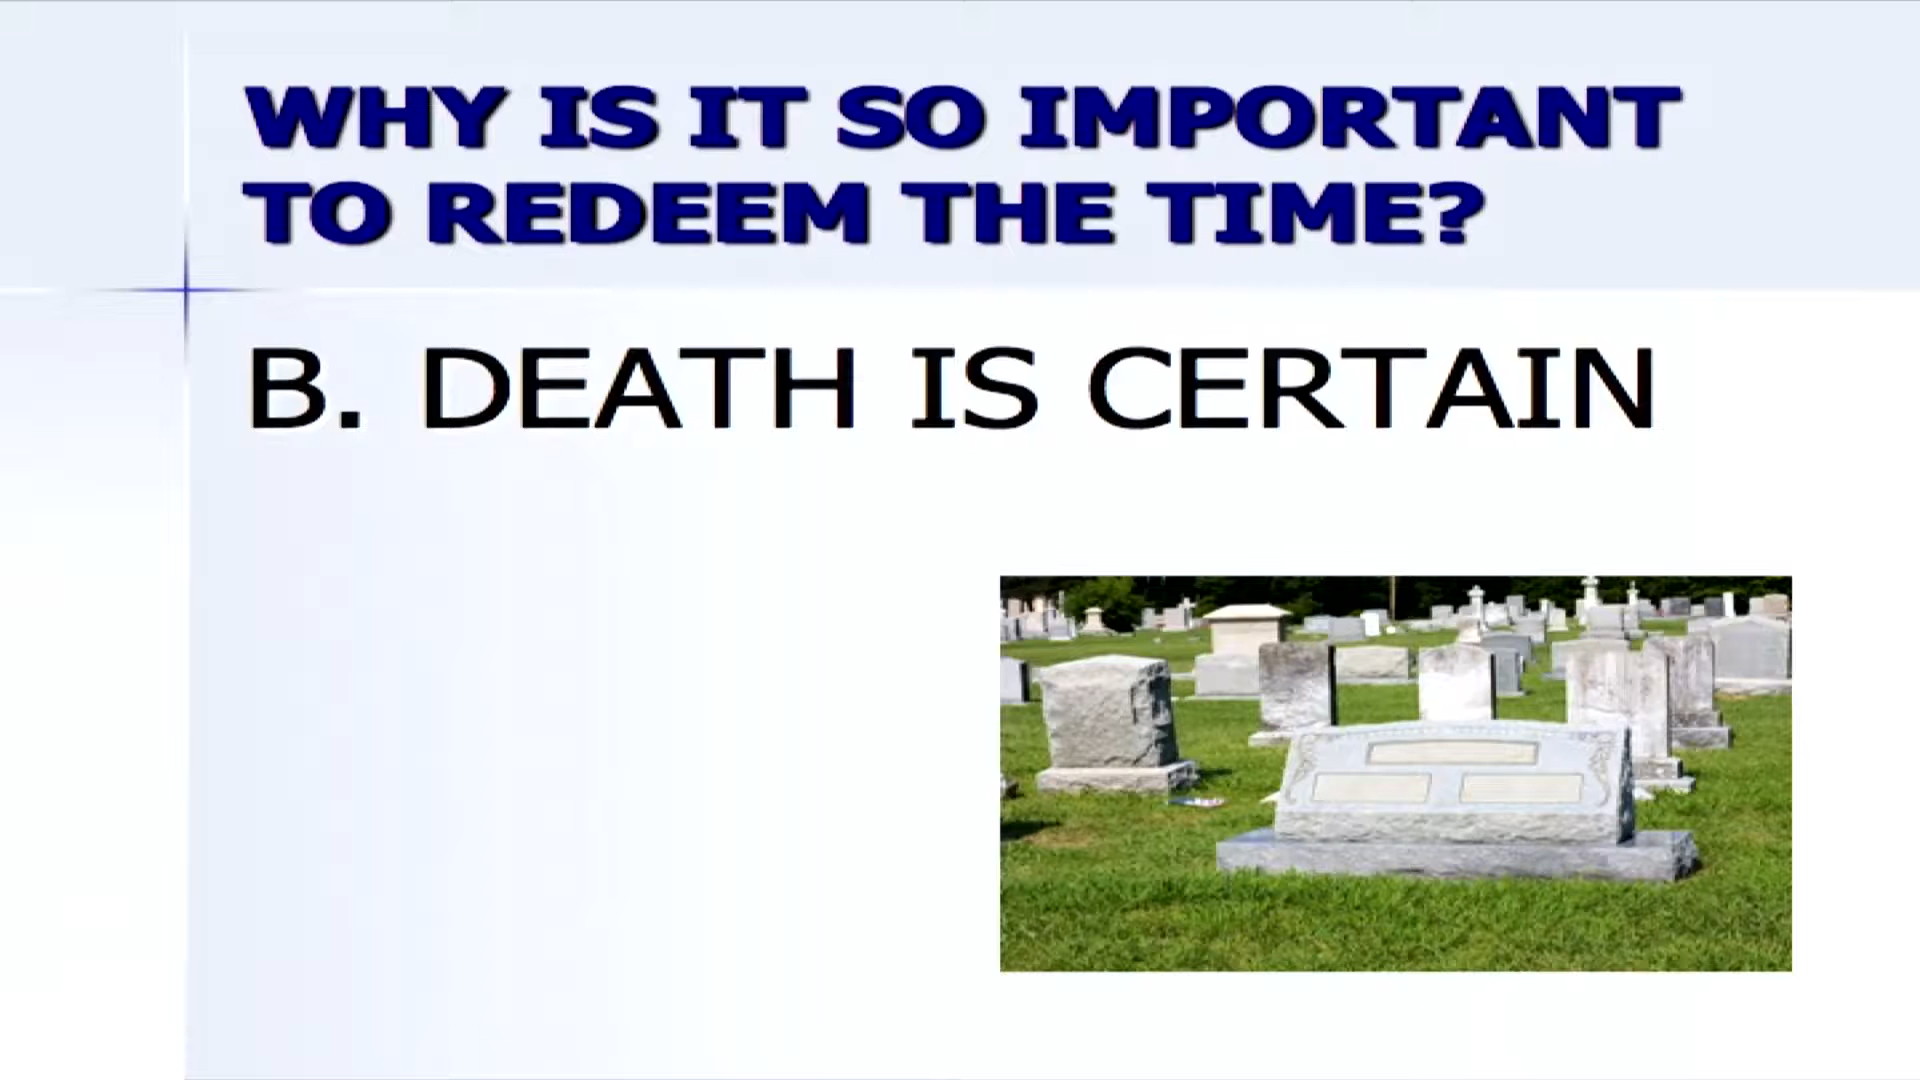 WHY IS IT SO IMPORTANT
TO REDEEM THE TIME?
B. DEATH IS CERTAIN